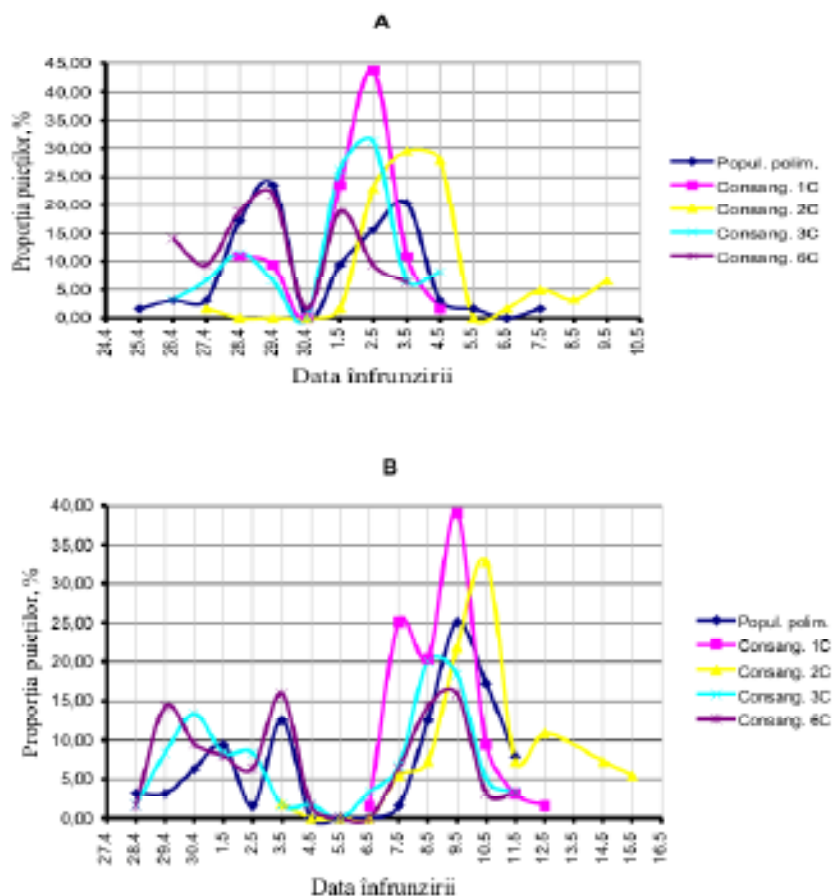 A
45,00
40,00
35,00
30,00
25,00
20,00
15,00
10,00
5,00
0,00
Proporția puieților, %
24.4 25.4 26.4 27.4 28.4 29.4 30.4 1.5 2.5 3.5 4.5 5.5 6.5 7.5 8.5 9.5 10.5
Data înfrunzirii
Popul. polim.
Consang. 1C
Consang. 2C
Consang. 3C
Consang. 6C
B
40,00
35,00
30,00
25,00
20,00
15,00
10,00
5,00
0,00
Proporția puieților, %
27.4 28.4 29.4 30.4 1.5 2.5 3.5 4.5 5.5 6.5 7.5 8.5 9.5 10.5 11.5 12.5 13.5 14.5 15.5 16.5
Data înfrunzirii
Popul. polim.
Consang. 1C
Consang. 2C
Consang. 3C
Consang. 6C